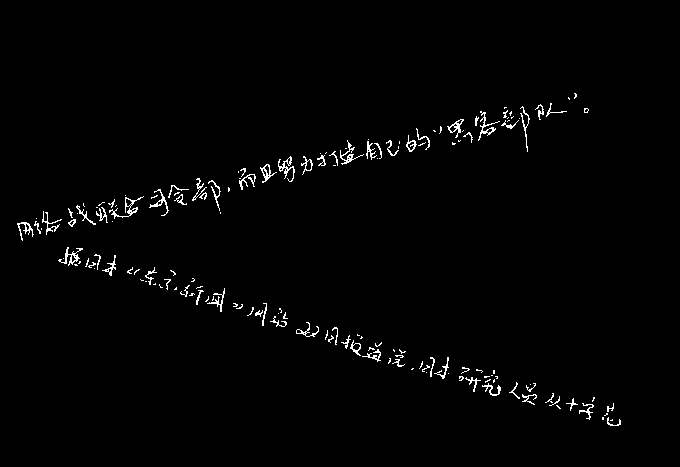 网络战联合司令部，而且努力打造自己的“黑客部队”。
据日本《东京新闻》网站22日报道说，日本研究人员从十字花